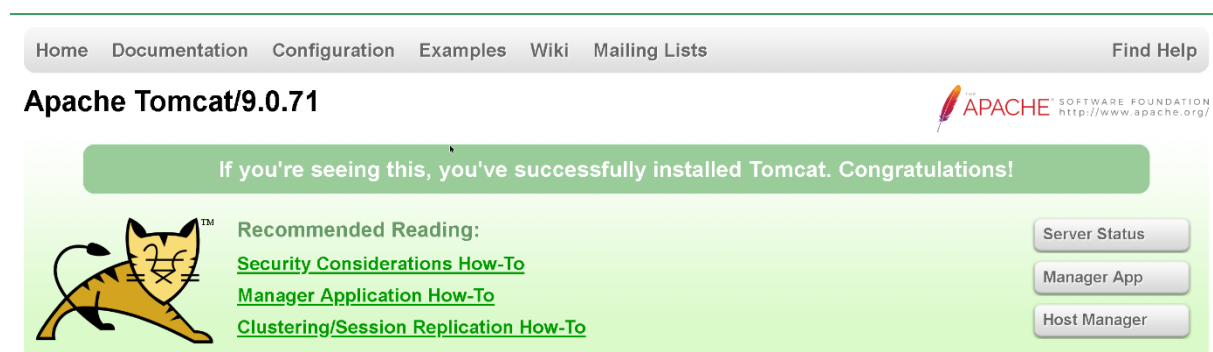 Home Documentation Configuration Examples Wiki Mailing Lists Find Help
Apache Tomcat/9.0.71
THE
APACHE™ SOFTWARE FOUNDATION
http://www.apache.org/
If you're seeing this, you've successfully installed Tomcat. Congratulations!
TM
Recommended Reading:
Security Considerations How-To
Manager Application How-To
Clustering/Session Replication How-To
Server Status
Manager App
Host Manager